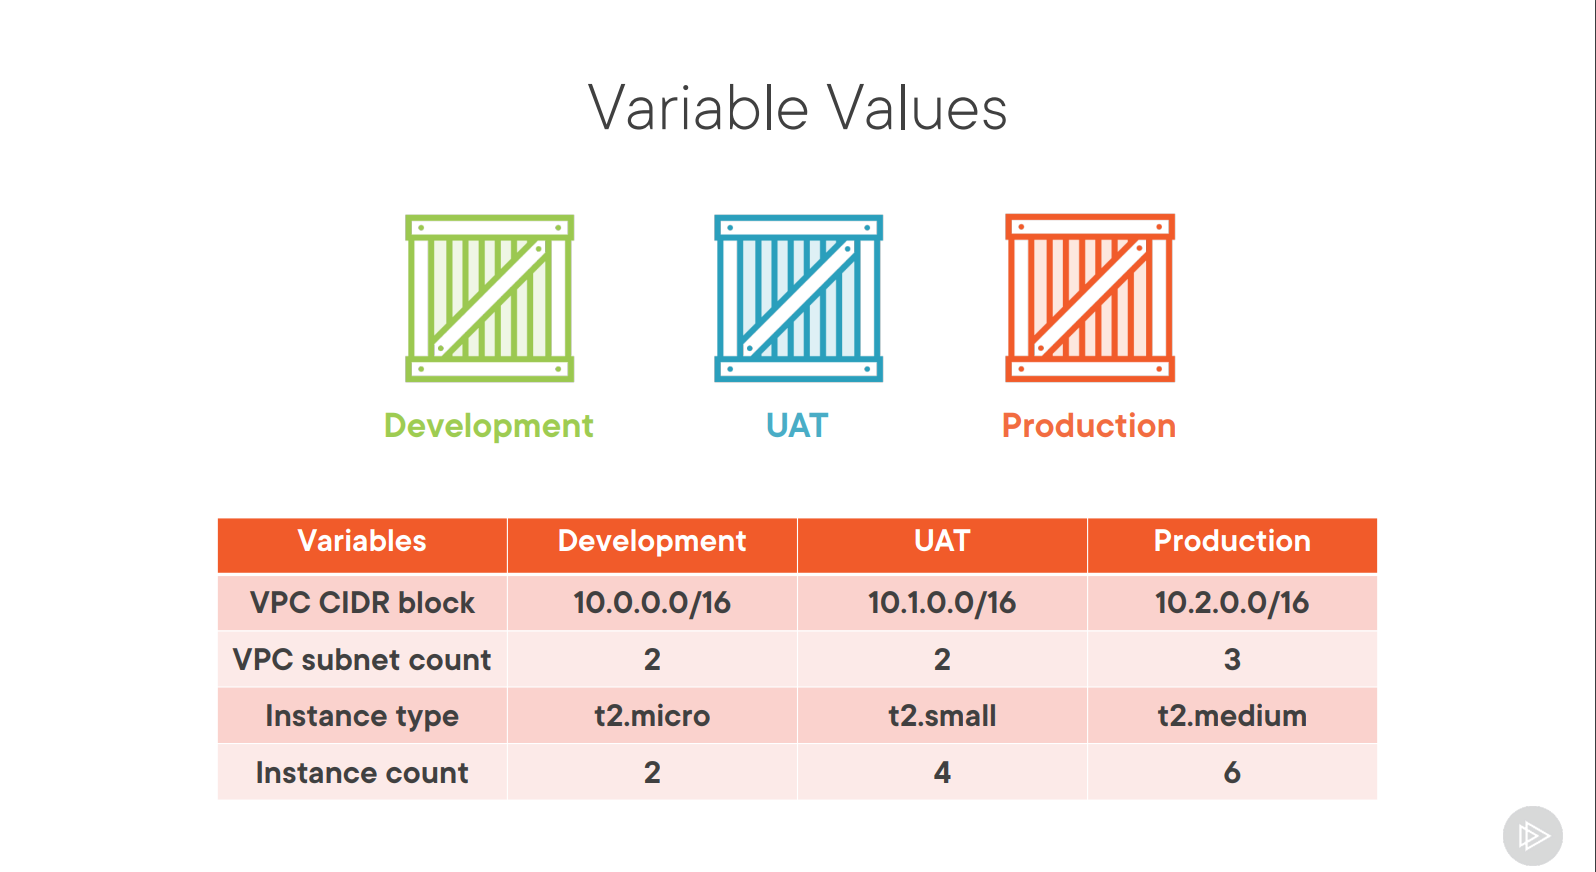 Variable Values
Development UAT Production
Variables Development UAT Production
VPC CIDR block 10.0.0.0/16 10.1.0.0/16 10.2.0.0/16
VPC subnet count 2 2 3
Instance type t2.micro t2.small t2.medium
Instance count 2 4 6